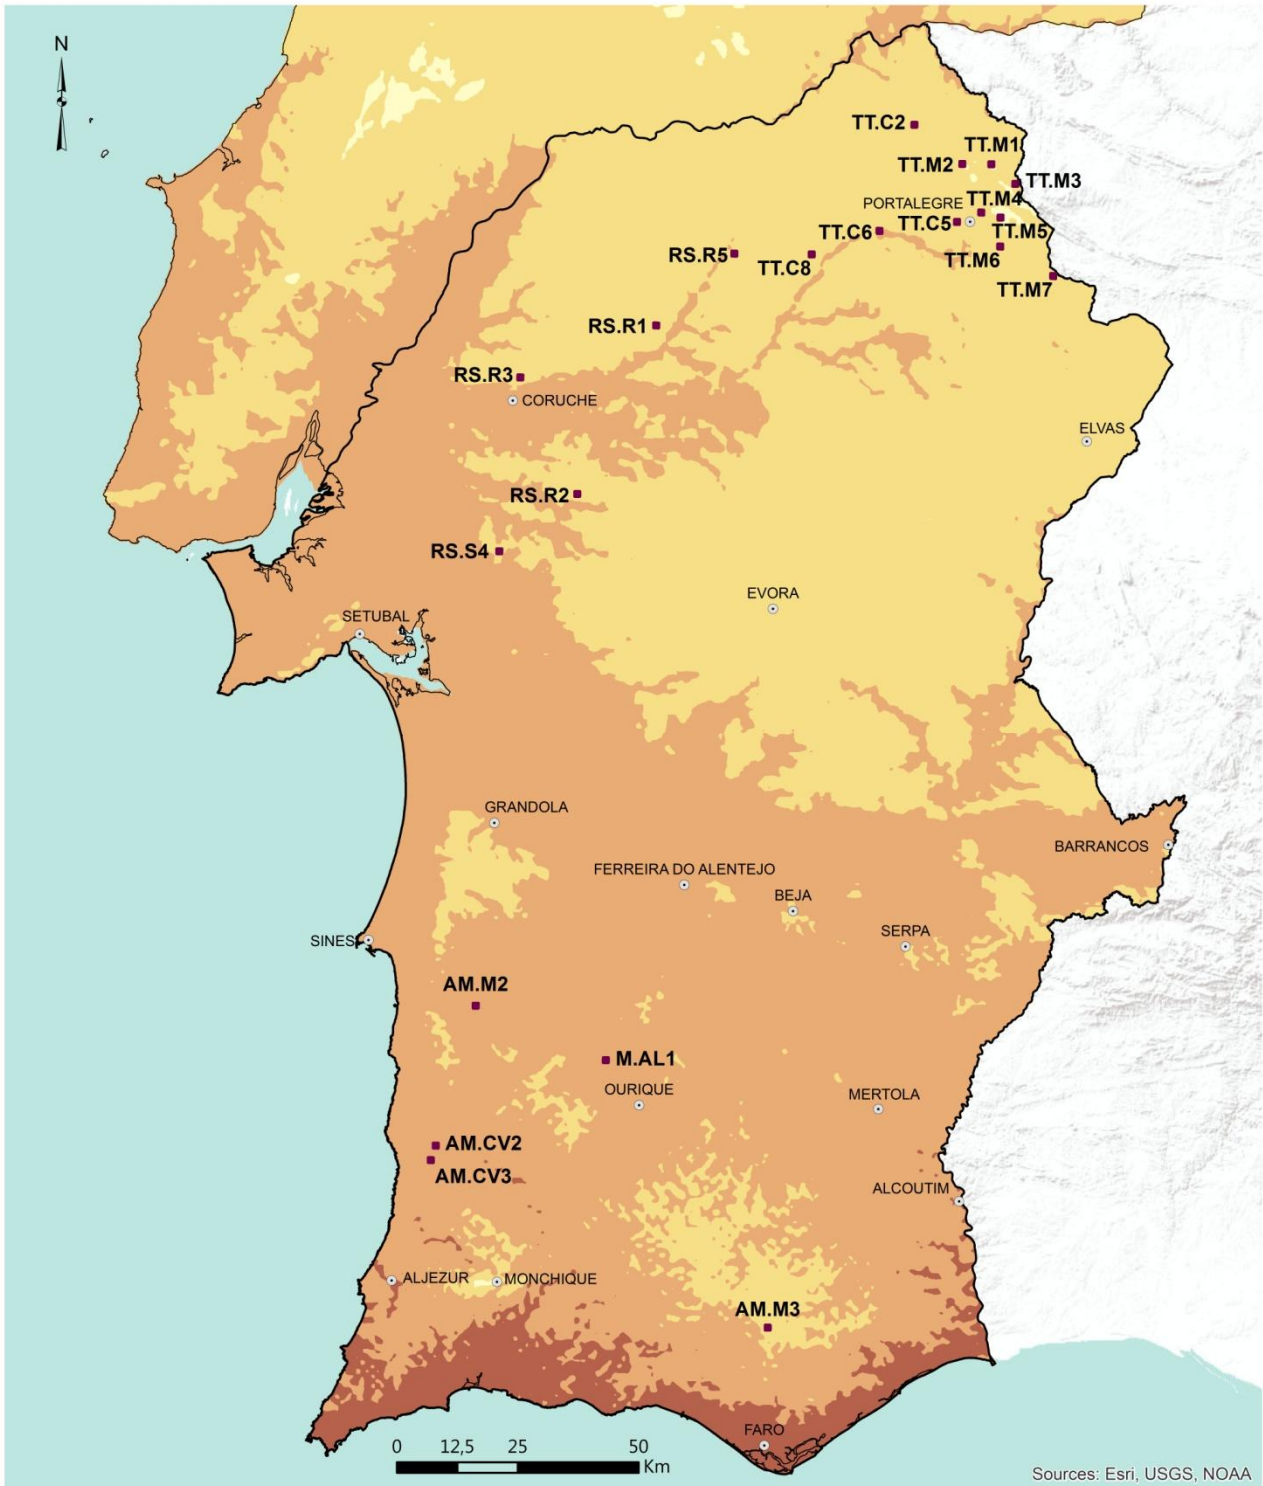 N
TT.C2
TT.M1
TT.M2
TT.M3
PORTALEGRE
TT.M4
TT.C5
TT.M5
TT.C6
RS.R5
TT.C8
TT.M6
TT.M7
RS.R1
RS.R3
CORUCHE
ELVAS
RS.R2
RS.S4
EVORA
SETUBAL
GRANDOLA
BARRANCOS
FERREIRA DO ALENTEJO
BEJA
SERPA
SINES
AM.M2
M.AL1
OURIQUE
MERTOLA
AM.CV2
AM.CV3
ALCOUTIM
ALJEZUR
MONCHIQUE
AM.M3
FARO
0 12,5 25 50
Km
Sources: Esri, USGS, NOAA